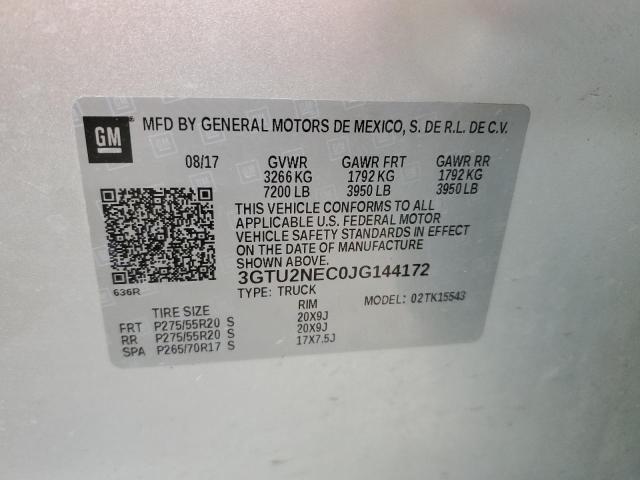 GM MFD BY GENERAL MOTORS DE MEXICO, S. DE R.L. DE C.V.
08/17 GVWR GAWR FRT GAWR RR
3266 KG 1792 KG 1792 KG
7200 LB 3950 LB 3950 LB
THIS VEHICLE CONFORMS TO ALL
APPLICABLE U.S. FEDERAL MOTOR
VEHICLE SAFETY STANDARDS IN EFFECT
ON THE DATE OF MANUFACTURE
3GTU2NEC0JG144172
636R TYPE: TRUCK MODEL: 02TK15543
TIRE SIZE RIM
FRT P275/55R20 S 20X9J
RR P275/55R20 S 20X9J
SPA P265/70R17 S 17X7.5J